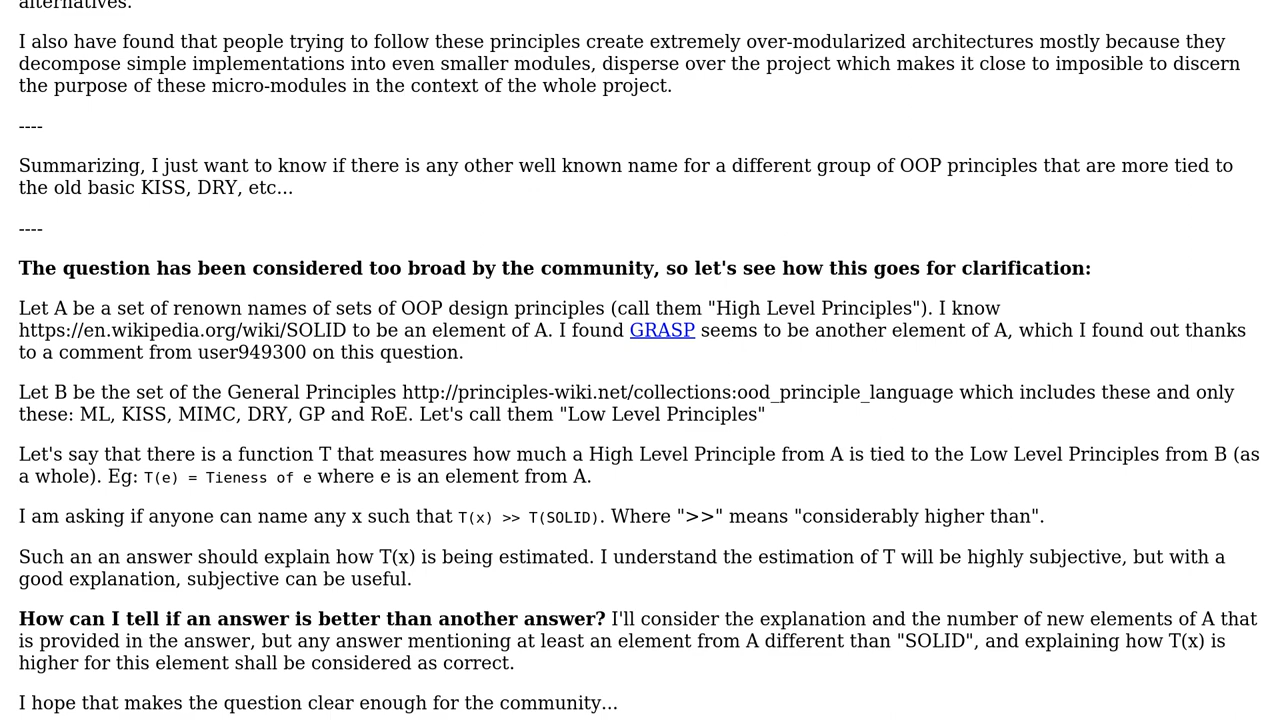 alternatives.
I also have found that people trying to follow these principles create extremely over-modularized architectures mostly because they
decompose simple implementations into even smaller modules, disperse over the project which makes it close to imposible to discern
the purpose of these micro-modules in the context of the whole project.
----
Summarizing, I just want to know if there is any other well known name for a different group of OOP principles that are more tied to
the old basic KISS, DRY, etc...
----
The question has been considered too broad by the community, so let's see how this goes for clarification:
Let A be a set of renown names of sets of OOP design principles (call them "High Level Principles"). I know
https://en.wikipedia.org/wiki/SOLID to be an element of A. I found GRASP seems to be another element of A, which I found out thanks
to a comment from user949300 on this question.
Let B be the set of the General Principles http://principles-wiki.net/collections:ood_principle_language which includes these and only
these: ML, KISS, MIMC, DRY, GP and RoE. Let's call them "Low Level Principles"
Let's say that there is a function T that measures how much a High Level Principle from A is tied to the Low Level Principles from B (as
a whole). Eg: T(e) = Tieness of e where e is an element from A.
I am asking if anyone can name any x such that T(x) >> T(SOLID). Where ">>" means "considerably higher than".
Such an an answer should explain how T(x) is being estimated. I understand the estimation of T will be highly subjective, but with a
good explanation, subjective can be useful.
How can I tell if an answer is better than another answer? I'll consider the explanation and the number of new elements of A that
is provided in the answer, but any answer mentioning at least an element from A different than "SOLID", and explaining how T(x) is
higher for this element shall be considered as correct.
I hope that makes the question clear enough for the community...